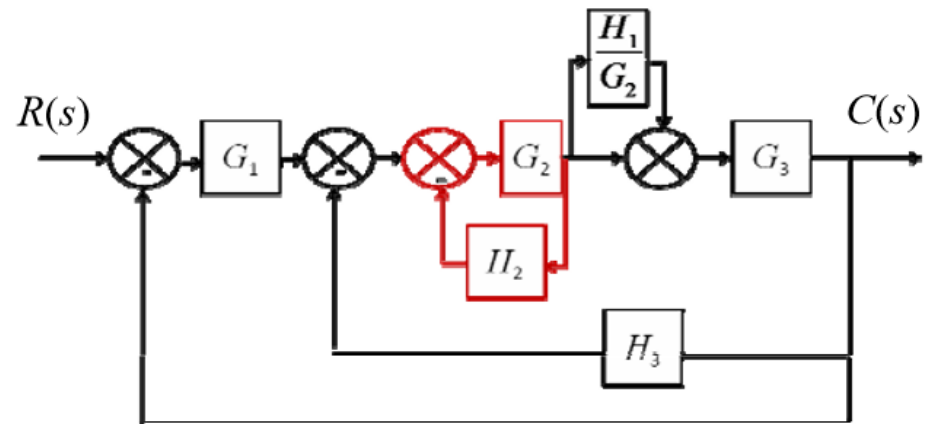 R(s)
G₁
G₂
H₁
G₂
G₃
C(s)
H₂
H₃